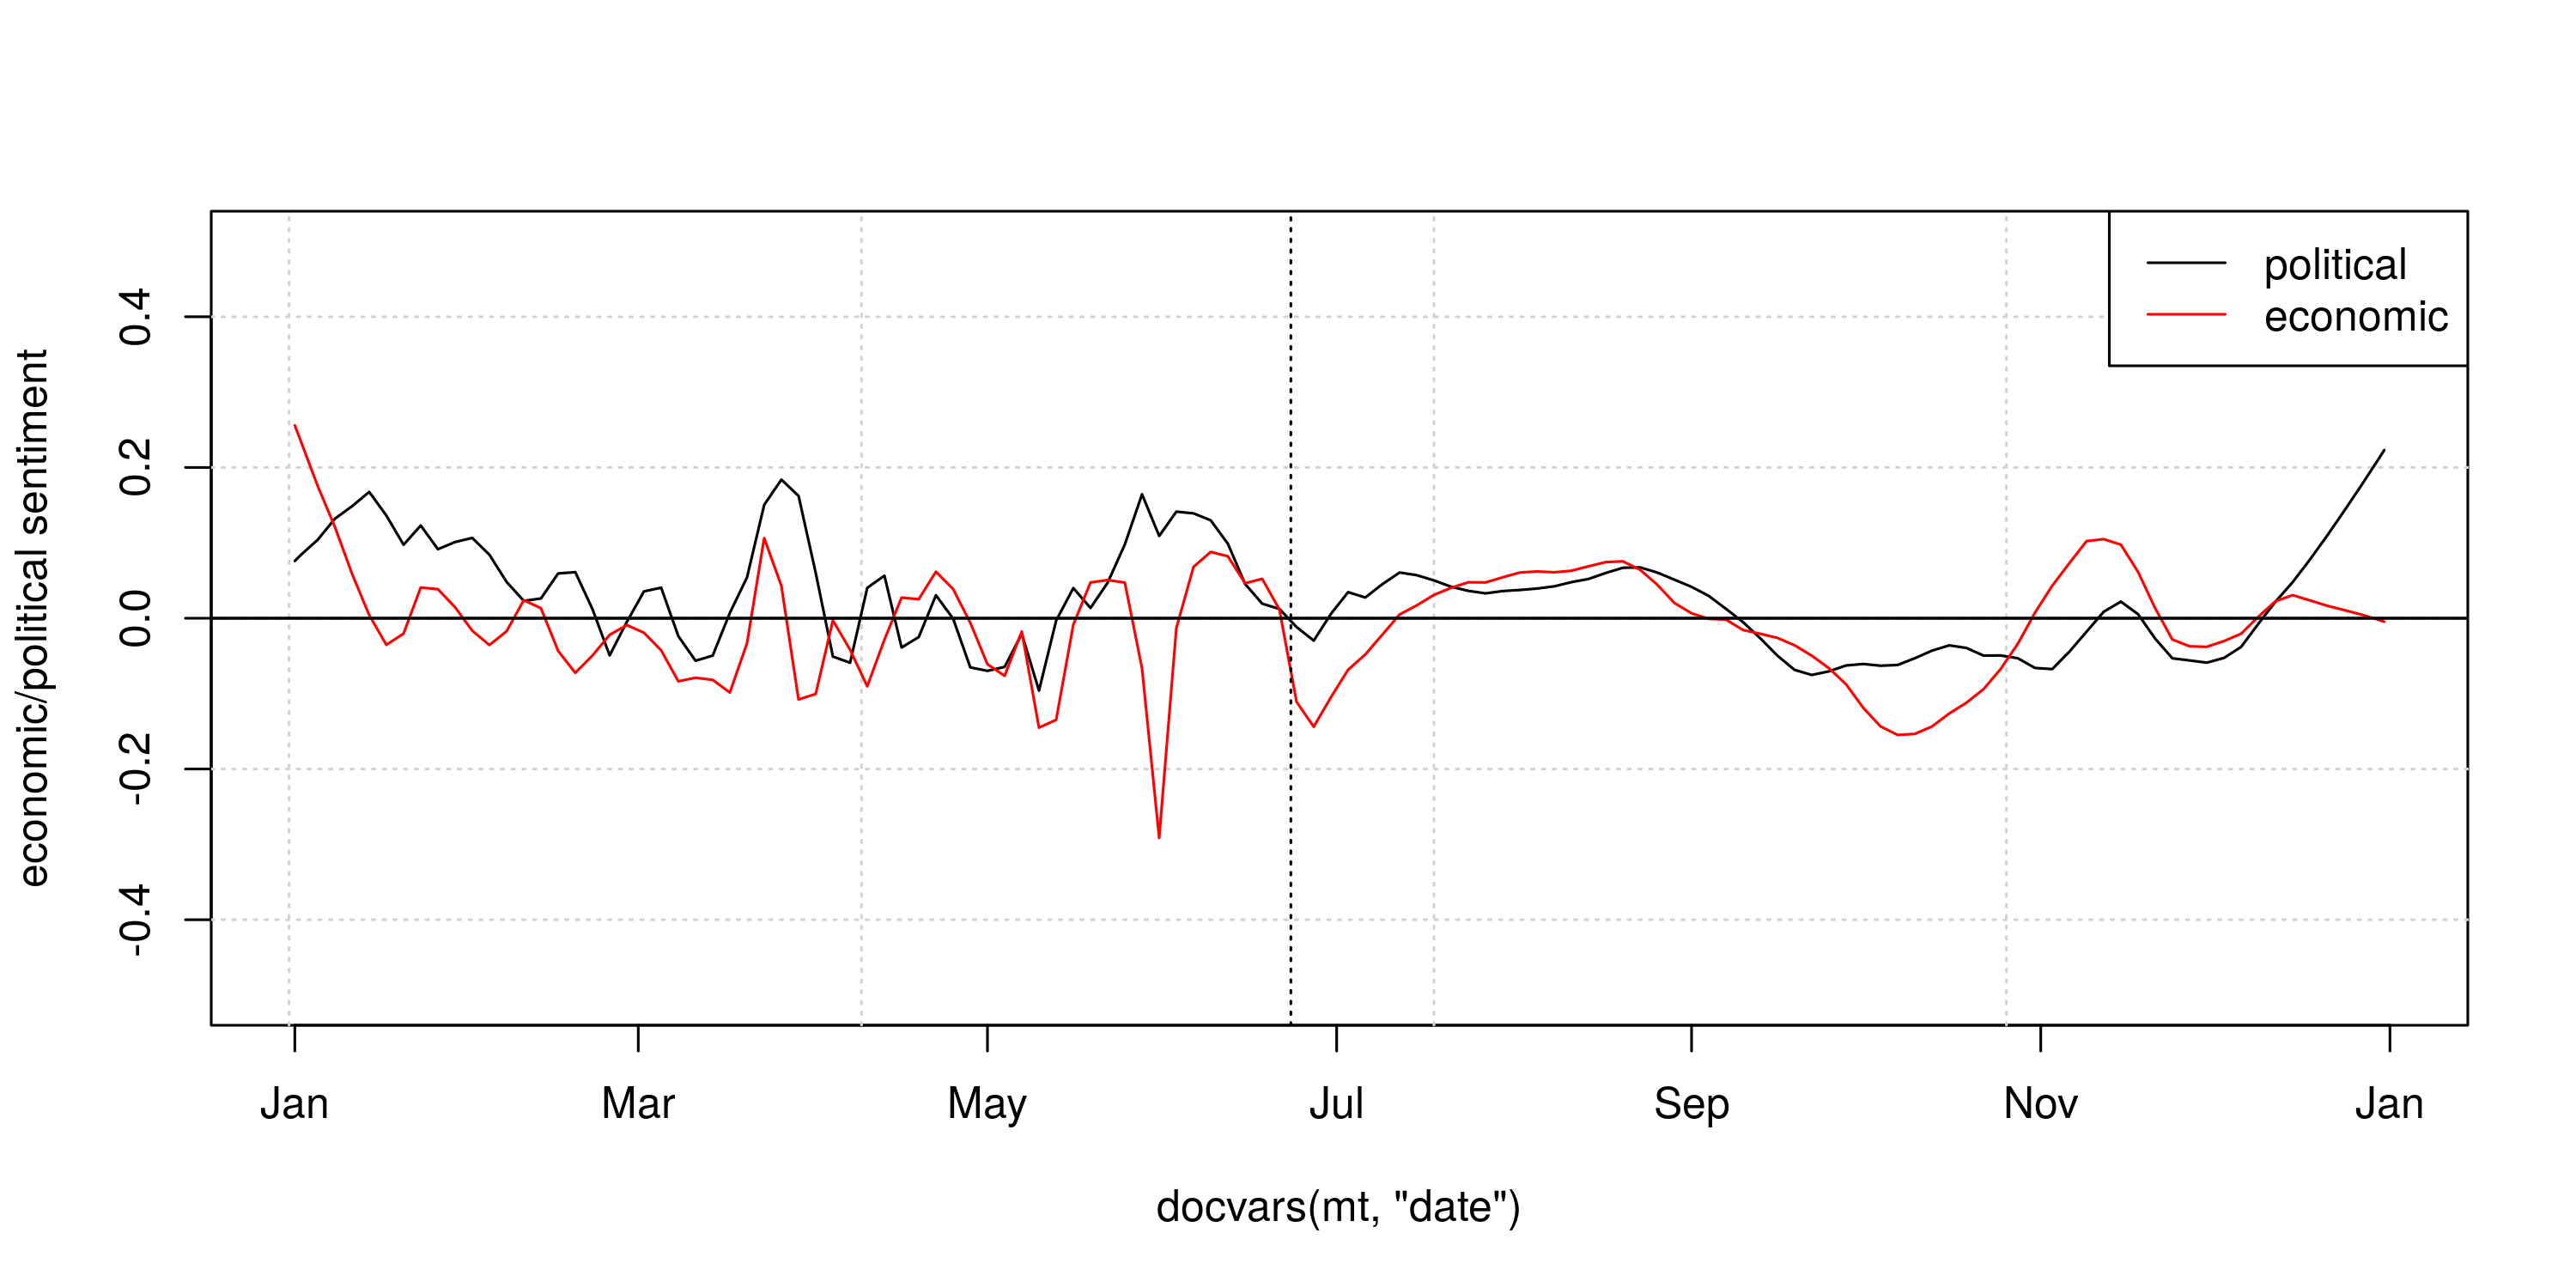 political
economic
economic/political sentiment
0.4
0.2
0.0
-0.2
-0.4
Jan Mar May Jul Sep Nov Jan
docvars(mt, "date")